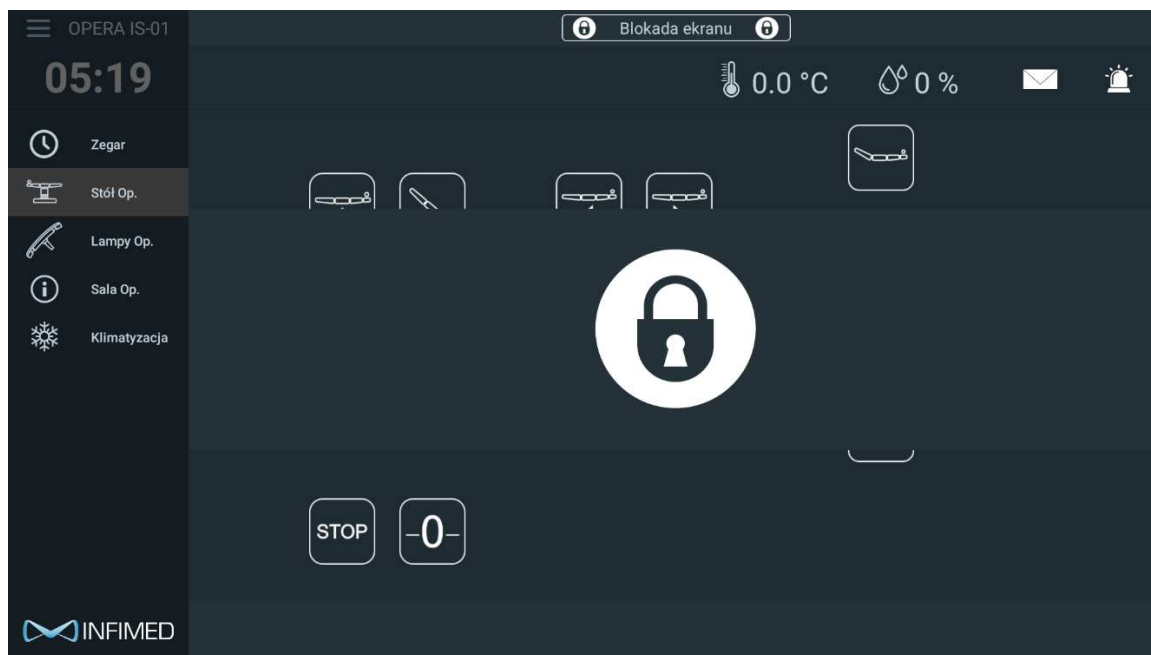 OPERA IS-01
Blokada ekranu
05:19
0.0 °C
0 %
Zegar
Stół Op.
Lampy Op.
Sala Op.
Klimatyzacja
STOP
-0-
INFIMED